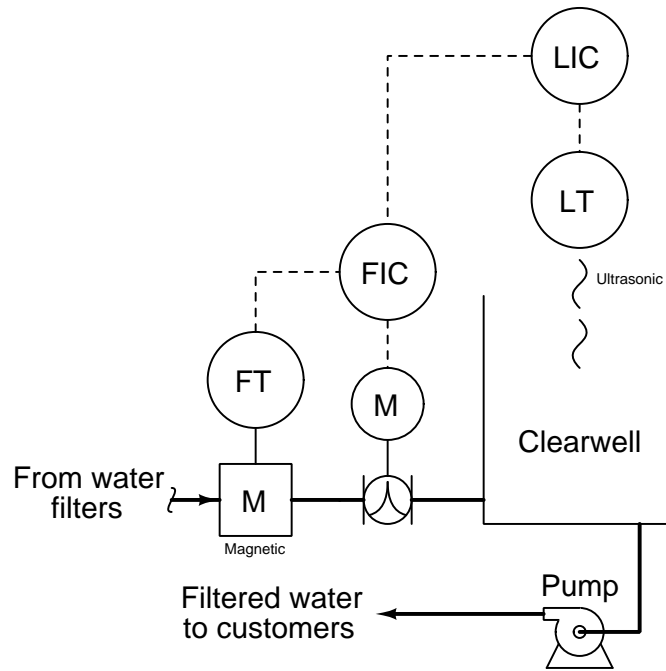 LIC
LT
Ultrasonic
FIC
FT
M
Clearwell
From water
filters
M
Magnetic
Pump
Filtered water
to customers